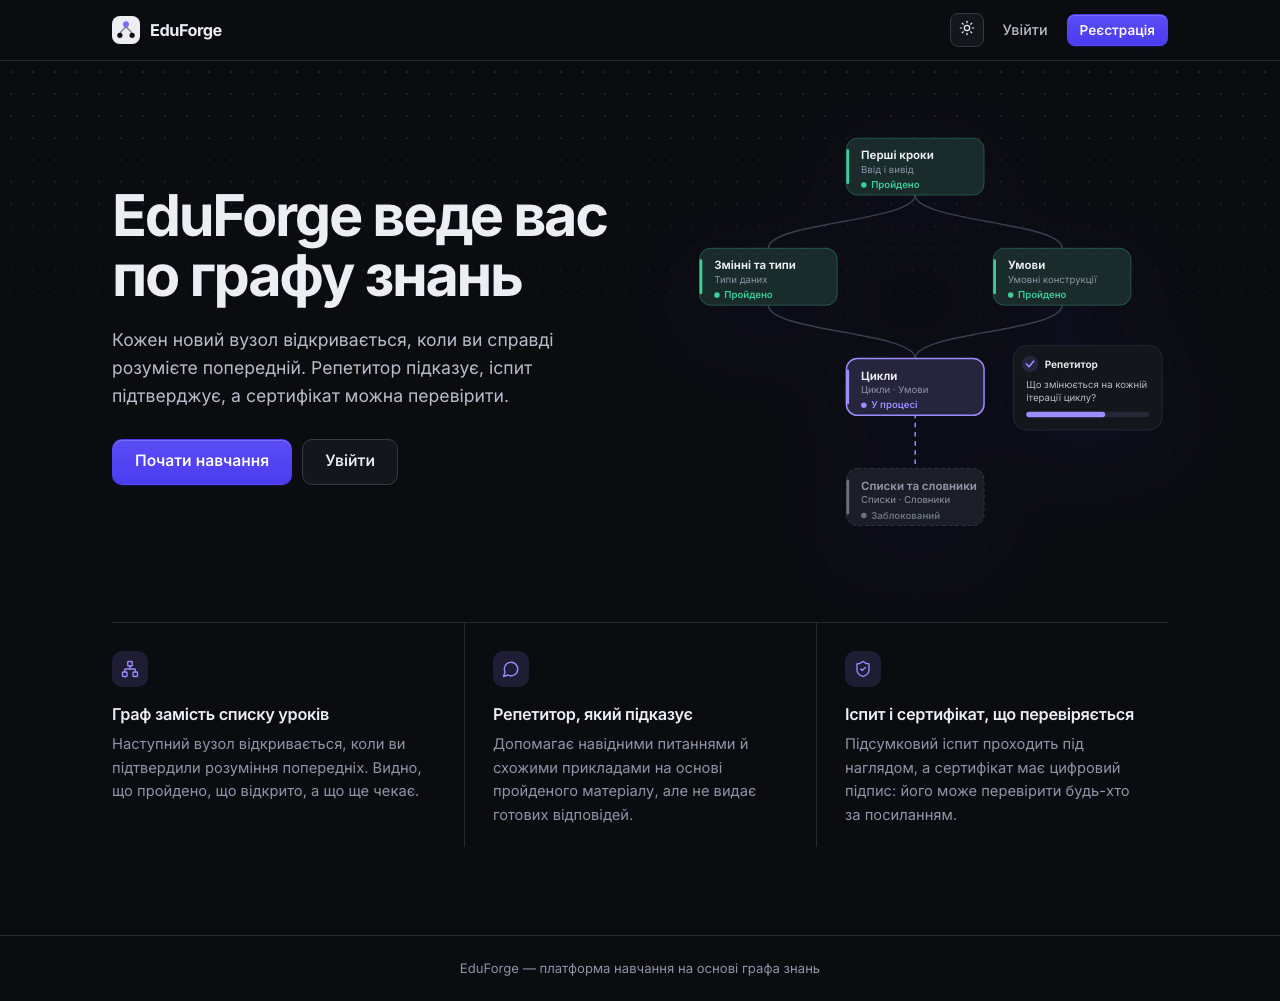 EduForge
Увійти
Реєстрація
EduForge веде вас
по графу знань
Кожен новий вузол відкривається, коли ви справді
розумієте попередній. Репетитор підказує, іспит
підтверджує, а сертифікат можна перевірити.
Почати навчання
Увійти
Перші кроки
Ввід і вивід
Пройдено
Змінні та типи
Типи даних
Пройдено
Умови
Умовні конструкції
Пройдено
Цикли
Цикли · Умови
У процесі
Репетитор
Що змінюється на кожній
ітерації циклу?
Списки та словники
Списки · Словники
Заблокований
Граф замість списку уроків
Наступний вузол відкривається, коли ви
підтвердили розуміння попередніх. Видно,
що пройдено, що відкрито, а що ще чекає.
Репетитор, який підказує
Допомагає навідними питаннями й
схожими прикладами на основі
пройденого матеріалу, але не видає
готових відповідей.
Іспит і сертифікат, що перевіряється
Підсумковий іспит проходить під
наглядом, а сертифікат має цифровий
підпис: його може перевірити будь-хто
за посиланням.
EduForge — платформа навчання на основі графа знань